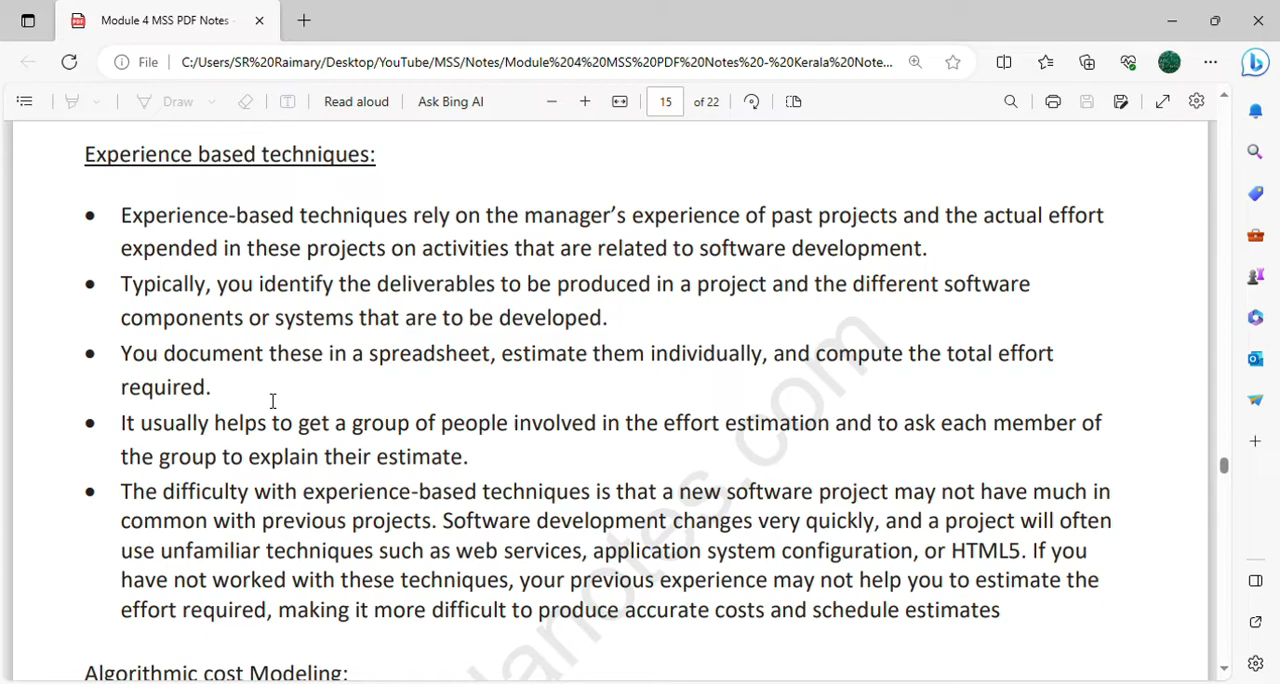 Module 4 MSS PDF Notes
File
C:/Users/SR%20Raimary/Desktop/YouTube/MSS/Notes/Module%204%20MSS%20PDF%20Notes%20-%20Kerala%20Note...
Draw
Read aloud
Ask Bing AI
15 of 22
Experience based techniques:
• Experience-based techniques rely on the manager’s experience of past projects and the actual effort
expended in these projects on activities that are related to software development.
• Typically, you identify the deliverables to be produced in a project and the different software
components or systems that are to be developed.
• You document these in a spreadsheet, estimate them individually, and compute the total effort
required.
• It usually helps to get a group of people involved in the effort estimation and to ask each member of
the group to explain their estimate.
• The difficulty with experience-based techniques is that a new software project may not have much in
common with previous projects. Software development changes very quickly, and a project will often
use unfamiliar techniques such as web services, application system configuration, or HTML5. If you
have not worked with these techniques, your previous experience may not help you to estimate the
effort required, making it more difficult to produce accurate costs and schedule estimates
Algorithmic cost Modeling:
lanotes.com